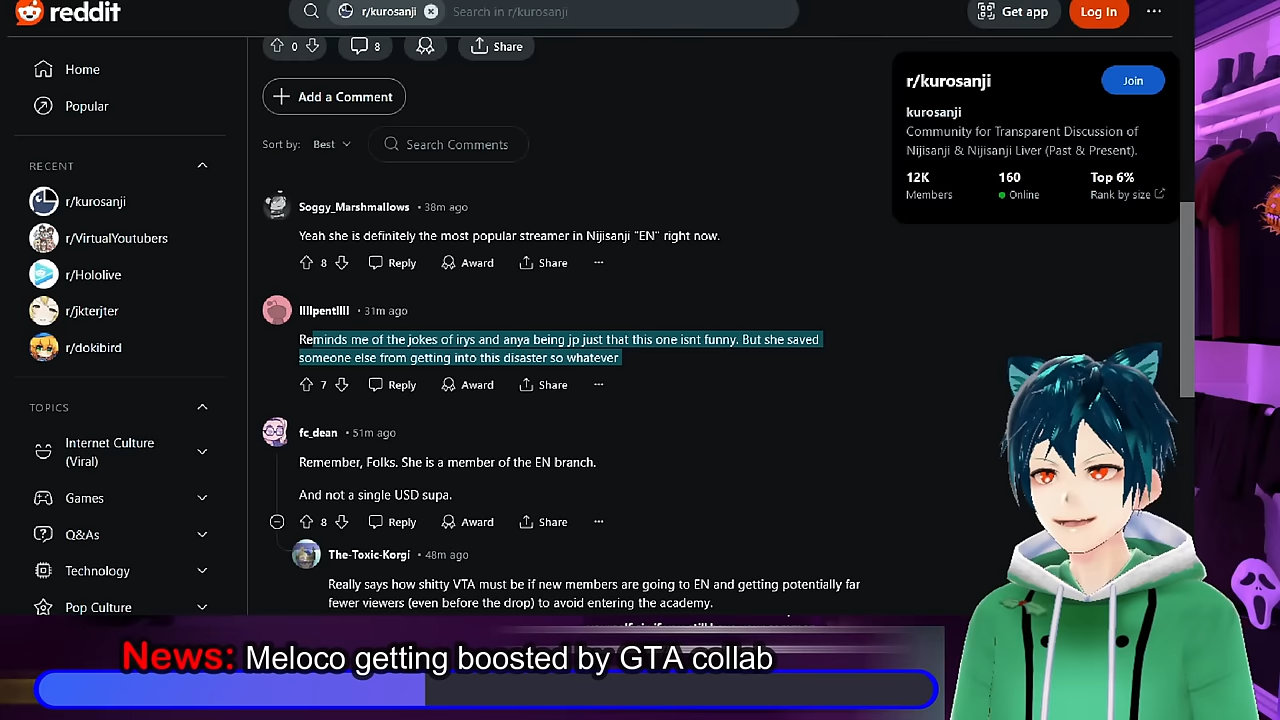 reddit
r/kurosanji
Search in r/kurosanji
Get app
Log In
Home
Popular
RECENT
r/kurosanji
r/VirtualYoutubers
r/Hololive
r/jkterjter
r/dokibird
TOPICS
Internet Culture
(Viral)
Games
Q&As
Technology
Pop Culture
0
8
Share
Add a Comment
Sort by:
Best
Search Comments
Soggy_Marshmallows • 38m ago
Yeah she is definitely the most popular streamer in Nijisanji "EN" right now.
8
Reply
Award
Share
• 31m ago
Reminds me of the jokes of irys and anya being jp just that this one isnt funny. But she saved
someone else from getting into this disaster so whatever
7
Reply
Award
Share
fc_dean • 51m ago
Remember, Folks. She is a member of the EN branch.
And not a single USD supa.
8
Reply
Award
Share
The-Toxic-Korgi • 48m ago
Really says how shitty VTA must be if new members are going to EN and getting potentially far
fewer viewers (even before the drop) to avoid entering the academy.
r/kurosanji
Join
kurosanji
Community for Transparent Discussion of
Nijisanji & Nijisanji Liver (Past & Present).
12K
160
Top 6%
Members
Online
Rank by size
News: Meloco getting boosted by GTA collab